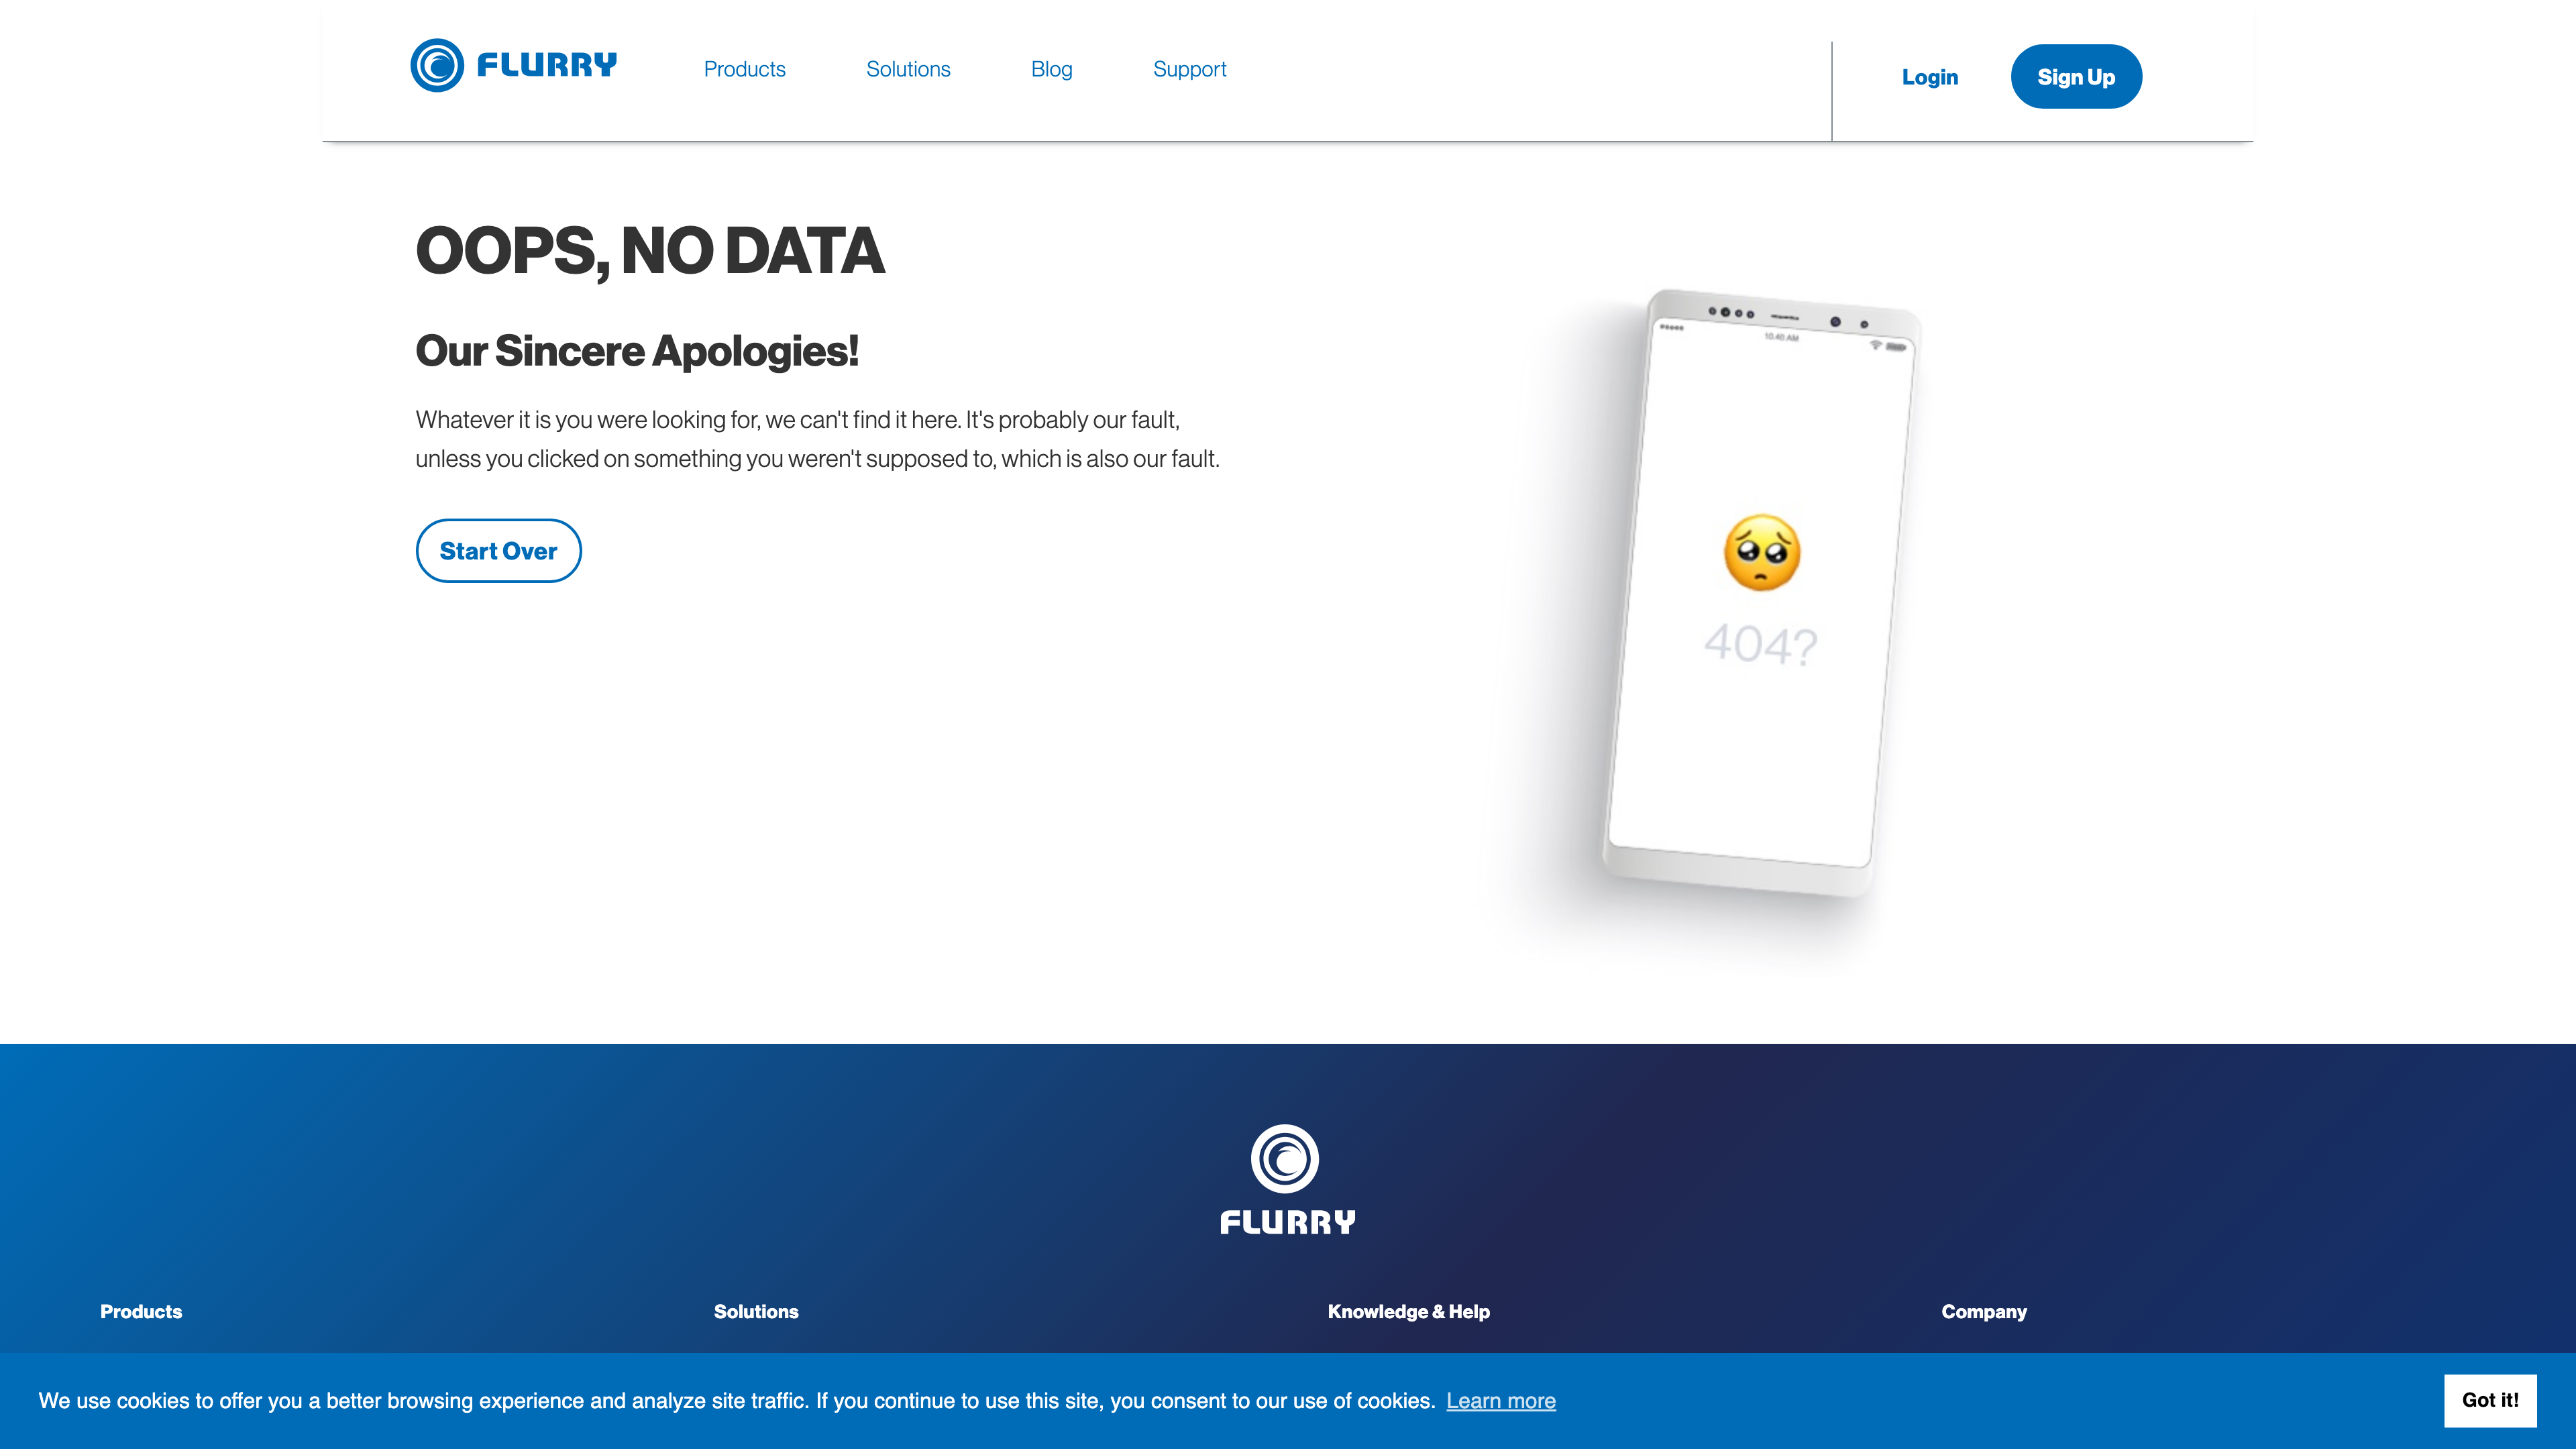 FLURRY
Products
Solutions
Blog
Support
Login
Sign Up
OOPS, NO DATA
Our Sincere Apologies!
Whatever it is you were looking for, we can't find it here. It's probably our fault,
unless you clicked on something you weren't supposed to, which is also our fault.
Start Over
10.40 AM
404?
FLURRY
Products
Solutions
Knowledge & Help
Company
We use cookies to offer you a better browsing experience and analyze site traffic. If you continue to use this site, you consent to our use of cookies. Learn more
Got it!